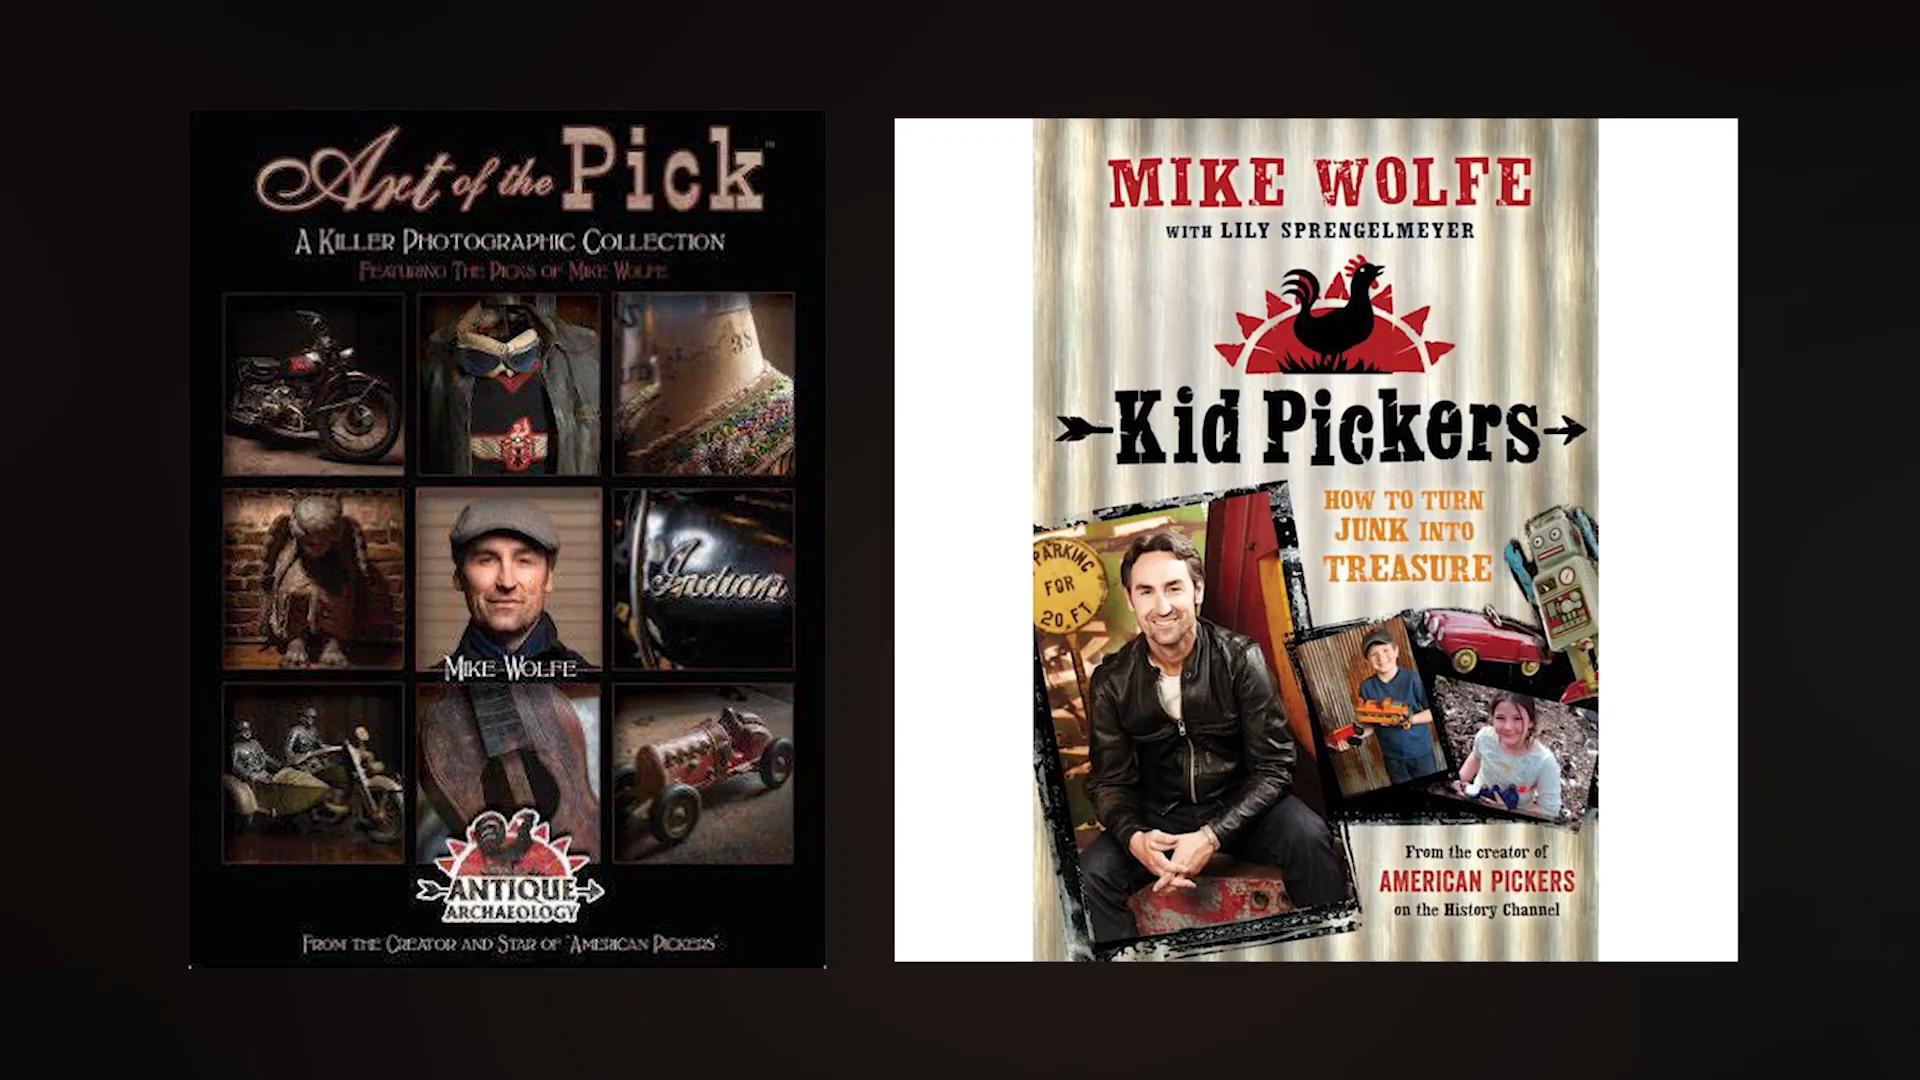 Art of the Pick™
A Killer Photographic Collection
Featuring The Picks of Mike Wolfe
38
Indian
Mike Wolfe
ANTIQUE
ARCHAEOLOGY
From the Creator and Star of "American Pickers"
MIKE WOLFE
WITH LILY SPRENGELMEYER
Kid Pickers
HOW TO TURN
JUNK INTO
TREASURE
PARKING
FOR
20 FT
From the creator of
AMERICAN PICKERS
on the History Channel